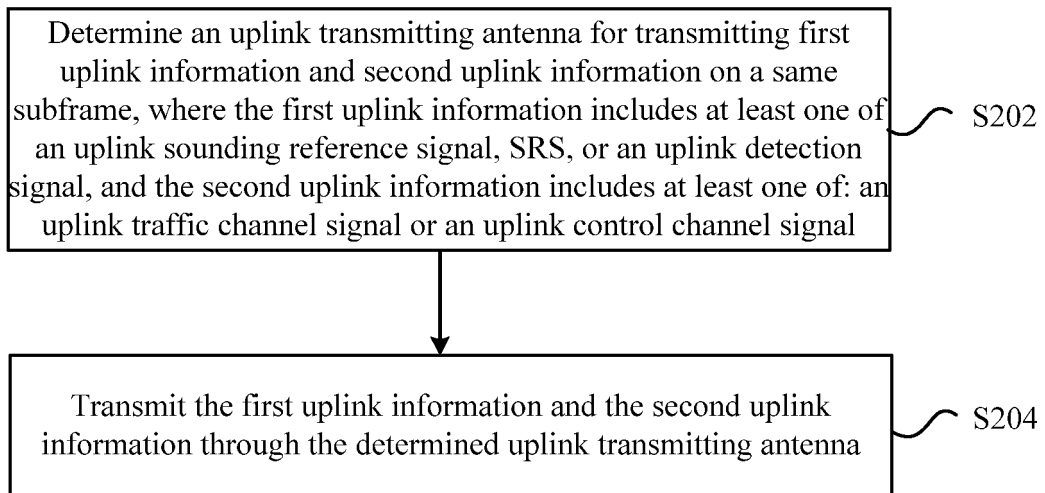 Determine an uplink transmitting antenna for transmitting first
uplink information and second uplink information on a same
subframe, where the first uplink information includes at least one of
an uplink sounding reference signal, SRS, or an uplink detection
signal, and the second uplink information includes at least one of: an
uplink traffic channel signal or an uplink control channel signal
S202
Transmit the first uplink information and the second uplink
information through the determined uplink transmitting antenna
S204